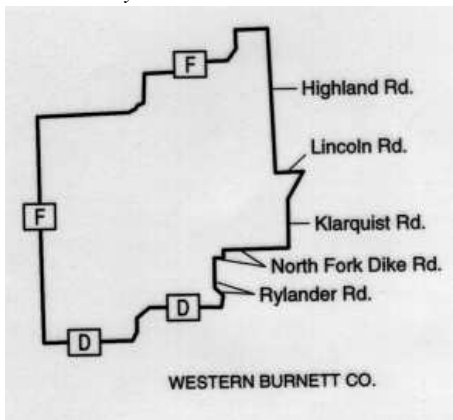 F
Highland Rd.
Lincoln Rd.
F
Klarquist Rd.
North Fork Dike Rd.
Rylander Rd.
D
D
WESTERN BURNETT CO.